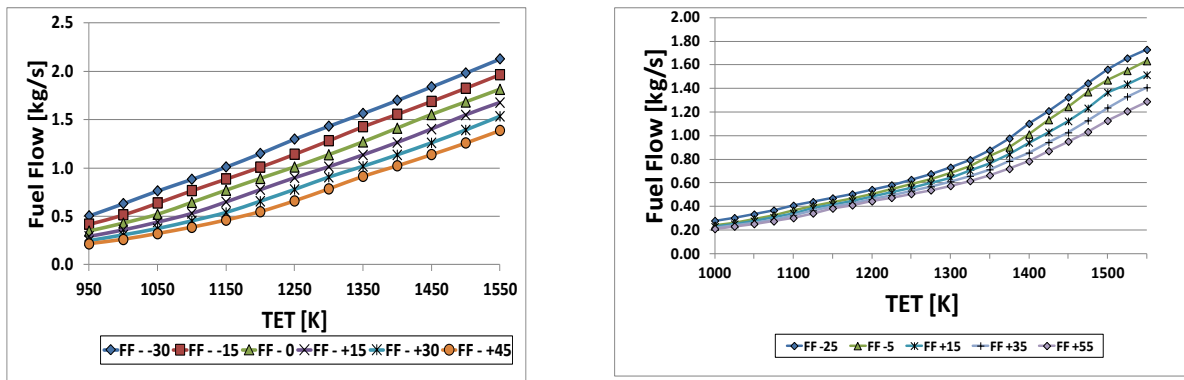 Fuel Flow [kg/s]
2.5
2.0
1.5
1.0
0.5
0.0
950 1050 1150 1250 1350 1450 1550
TET [K]
FF - -30 FF - -15 FF - 0 FF - +15 FF - +30 FF - +45
Fuel Flow [kg/s]
2.00
1.80
1.60
1.40
1.20
1.00
0.80
0.60
0.40
0.20
0.00
1000 1100 1200 1300 1400 1500
TET [K]
FF -25 FF -5 FF +15 FF +35 FF +55